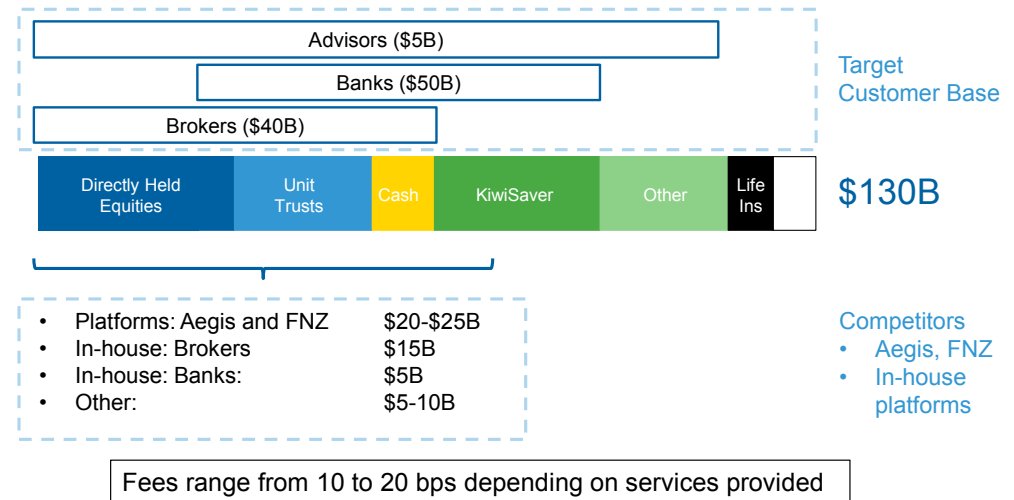 Advisors ($5B)
Banks ($50B)
Brokers ($40B)
Target
Customer Base
Directly Held
Equities
Unit
Trusts
Cash
KiwiSaver
Other
Life
Ins
$130B
• Platforms: Aegis and FNZ $20-$25B
• In-house: Brokers $15B
• In-house: Banks: $5B
• Other: $5-10B
Competitors
• Aegis, FNZ
• In-house
platforms
Fees range from 10 to 20 bps depending on services provided